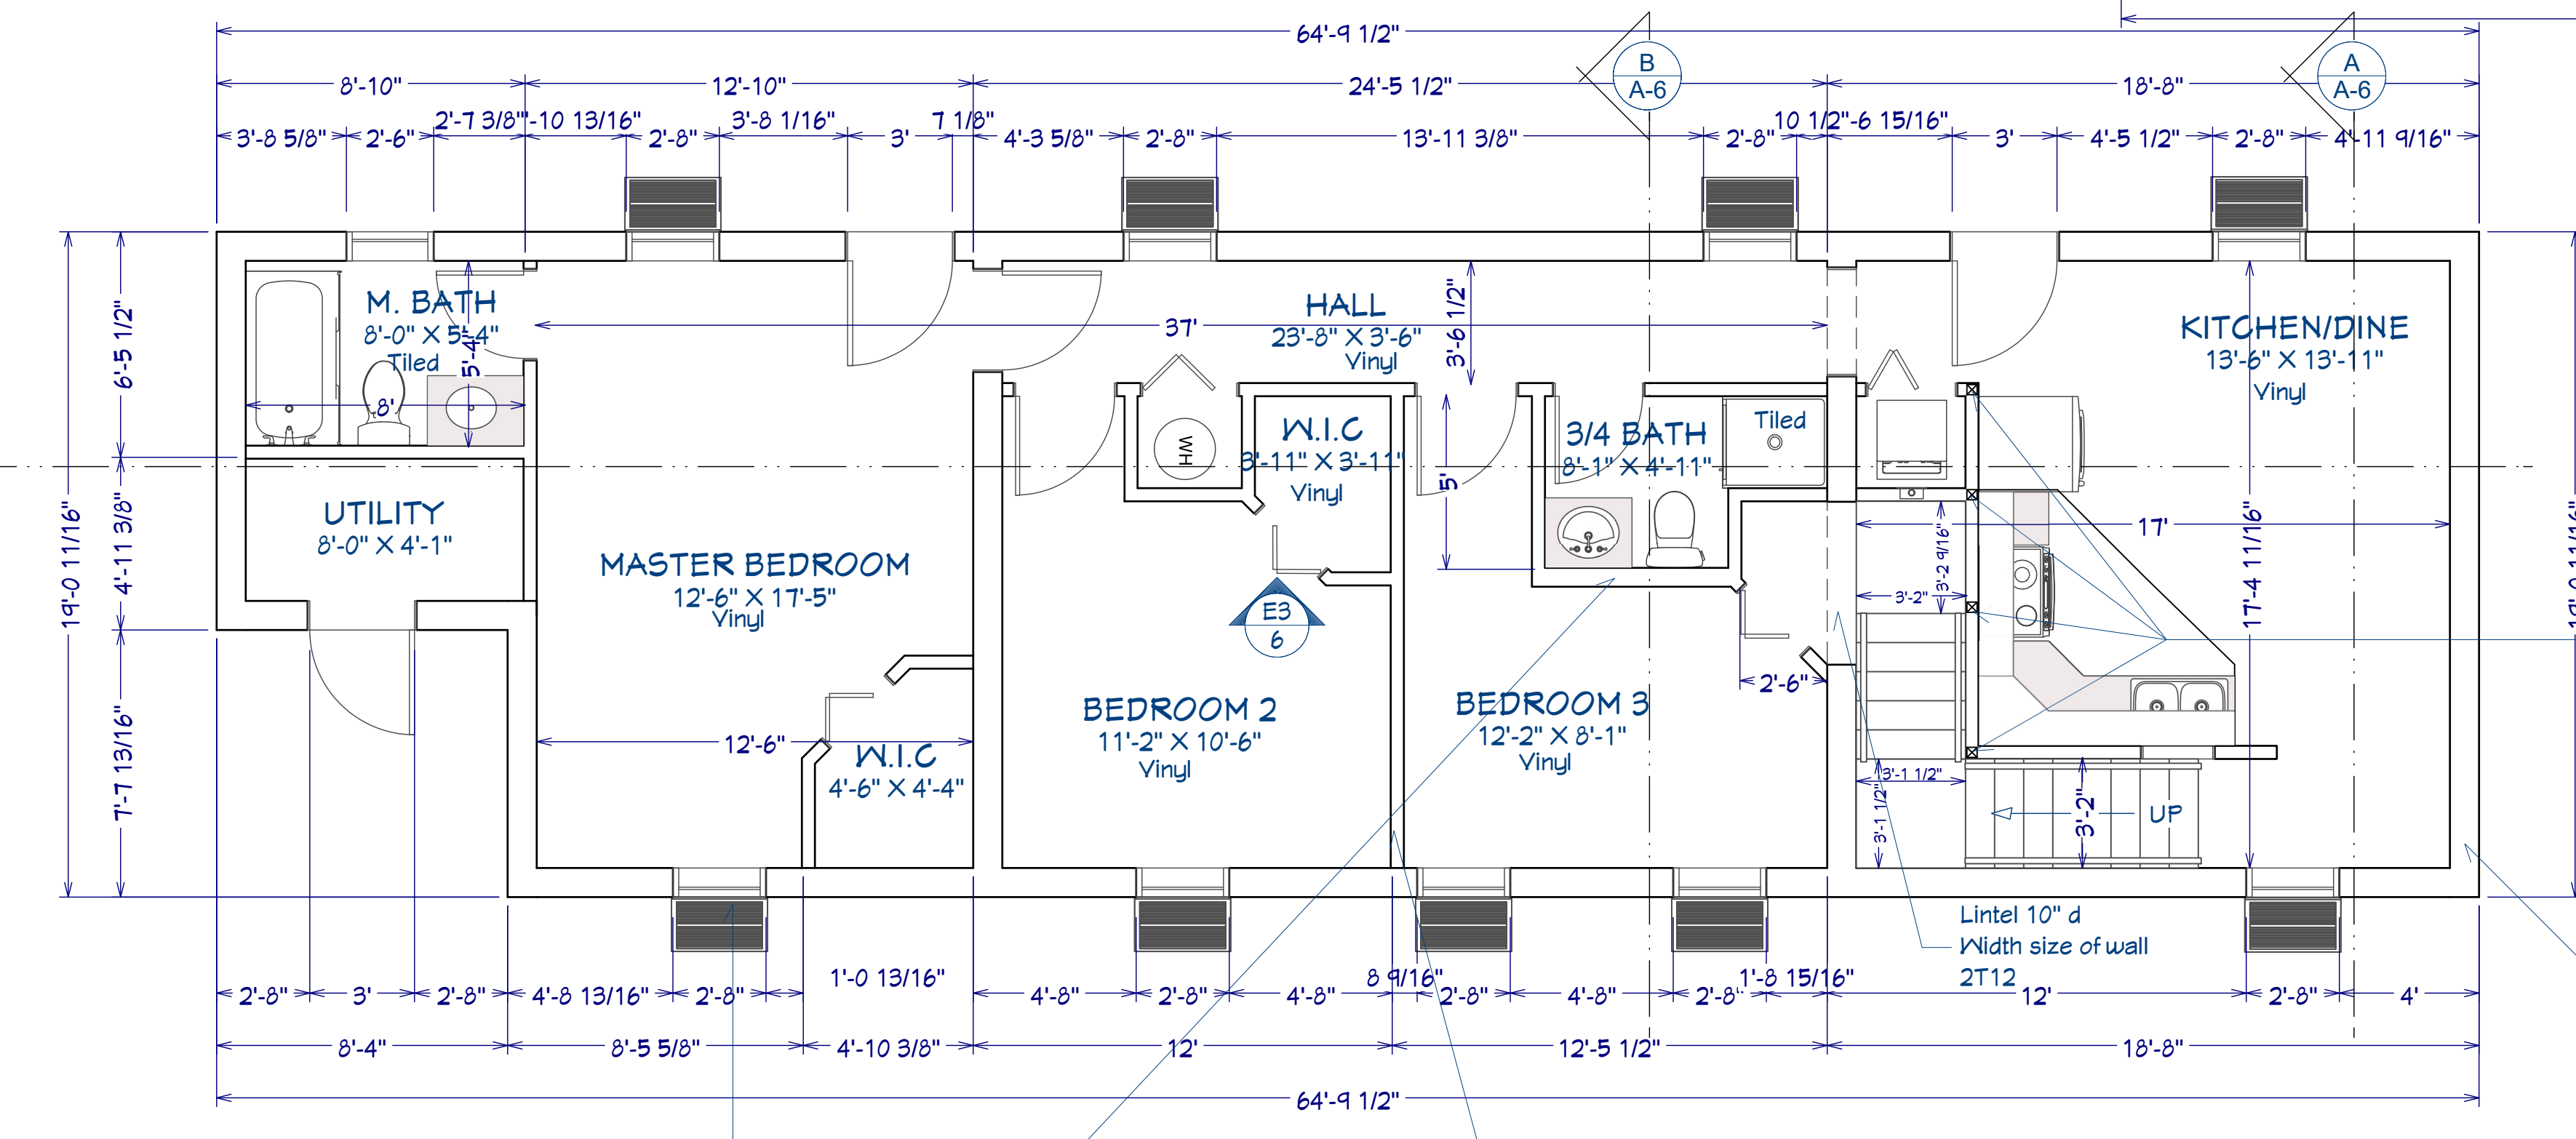 64'-9 1/2"
B
A-6
A
A-6
8'-10" 12'-10" 24'-5 1/2" 18'-8"
2'-7 3/8" -10 13/16" 3'-8 1/16" 7 1/8" 10 1/2" -6 15/16"
3'-8 5/8" 2'-6" 2'-8" 3' 4'-3 5/8" 2'-8" 13'-11 3/8" 2'-8" 3' 4'-5 1/2" 2'-8" 4'-11 9/16"
M. BATH
8'-0" X 5'-4"
Tiled
5'-4"
8'
37'
HALL
23'-8" X 3'-6"
Vinyl
3'-6 1/2"
KITCHEN/DINE
13'-6" X 13'-11"
Vinyl
6'-5 1/2"
4'-11 3/8"
19'-0 11/16"
7'-7 13/16"
WH
W.I.C
3'-11" X 3'-11"
Vinyl
5'
3/4 BATH
8'-1" X 4'-11"
Tiled
UTILITY
8'-0" X 4'-1"
MASTER BEDROOM
12'-6" X 17'-5"
Vinyl
12'-6"
W.I.C
4'-6" X 4'-4"
E3
6
BEDROOM 2
11'-2" X 10'-6"
Vinyl
BEDROOM 3
12'-2" X 8'-1"
Vinyl
2'-6"
3'-2 9/16"
3'-2"
17'
17'-4 11/16"
3'-1 1/2"
3'-1 1/2"
3'-2"
UP
Lintel 10" d
Width size of wall
2T12
1'-0 13/16" 8 9/16" 1'-8 15/16"
2'-8" 3' 2'-8" 4'-8 13/16" 2'-8" 4'-8" 2'-8" 4'-8" 2'-8" 4'-8" 2'-8" 12' 2'-8" 4'
8'-4" 8'-5 5/8" 4'-10 3/8" 12' 12'-5 1/2" 18'-8"
64'-9 1/2"